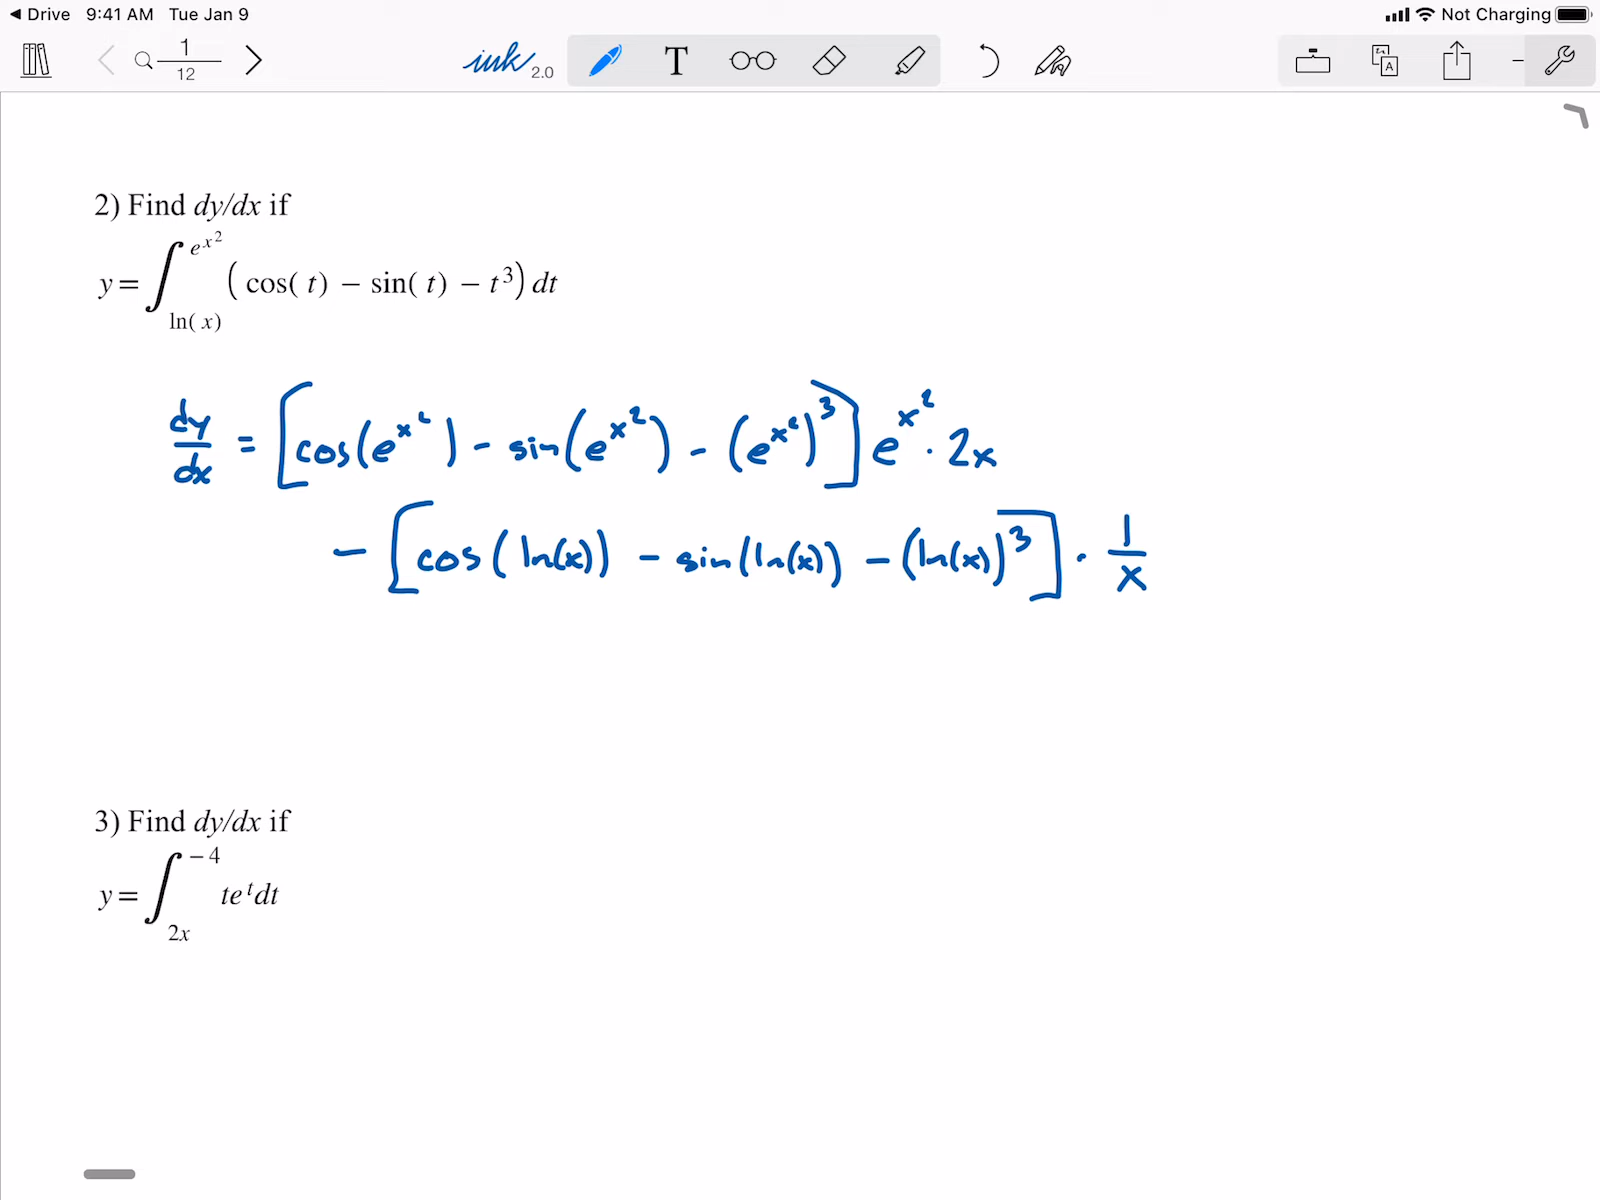 Drive 9:41 AM Tue Jan 9 Not Charging
1
12
ink 2.0 T A
2) Find dy/dx if
y = ∫_{ln(x)}^{e^{x^2}} (cos(t) − sin(t) − t^3) dt
dy/dx = [cos(e^{x^2}) - sin(e^{x^2}) - (e^{x^2})^3] e^{x^2} · 2x
- [cos(ln(x)) - sin(ln(x)) - (ln(x))^3] · 1/x
3) Find dy/dx if
y = ∫_{2x}^{−4} te^t dt